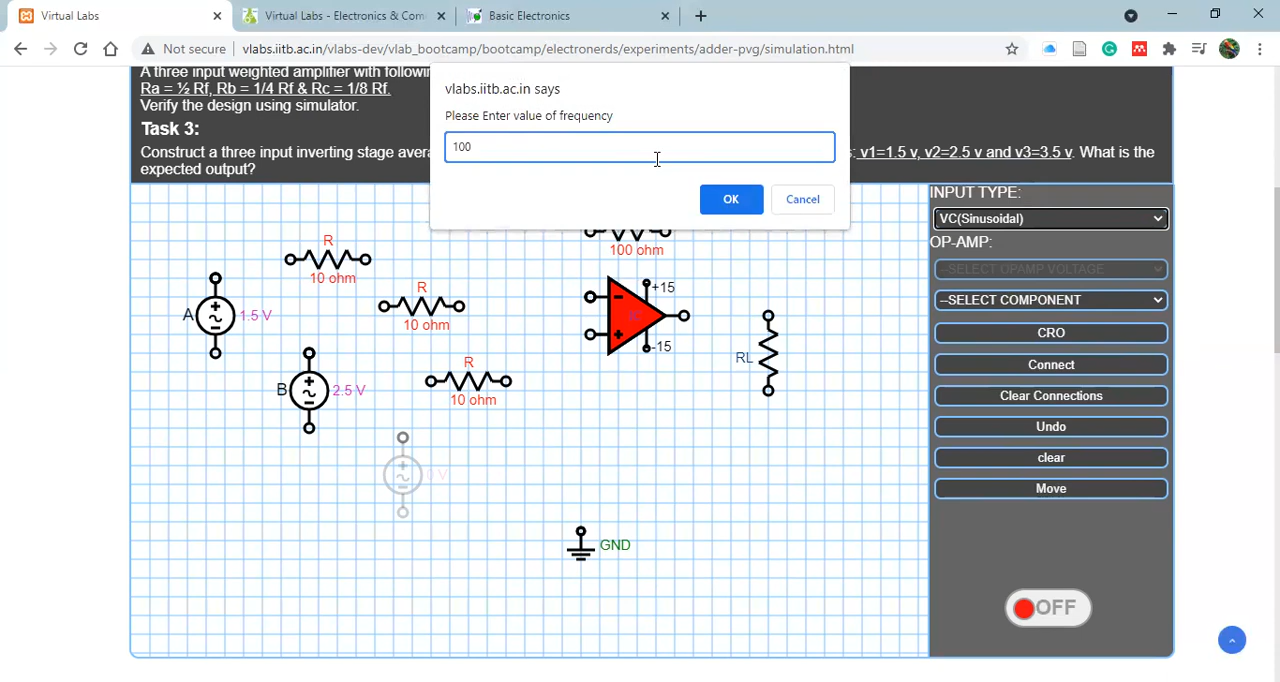 Virtual Labs
Virtual Labs - Electronics & Com
Basic Electronics
Not secure
vlabs.iitb.ac.in/vlabs-dev/vlab_bootcamp/bootcamp/electronerds/experiments/adder-pvg/simulation.html
A three input weighted amplifier with followin
Ra = ½ Rf, Rb = 1/4 Rf & Rc = 1/8 Rf.
Verify the design using simulator.
Task 3:
Construct a three input inverting stage avera
s: v1=1.5 v, v2=2.5 v and v3=3.5 v. What is the
expected output?
vlabs.iitb.ac.in says
Please Enter value of frequency
100
OK
Cancel
R
10 ohm
R
10 ohm
R
10 ohm
100 ohm
A
1.5 V
B
2.5 V
0 V
+15
-15
RL
GND
INPUT TYPE:
VC(Sinusoidal)
OP-AMP:
--SELECT OPAMP VOLTAGE
--SELECT COMPONENT
CRO
Connect
Clear Connections
Undo
clear
Move
OFF